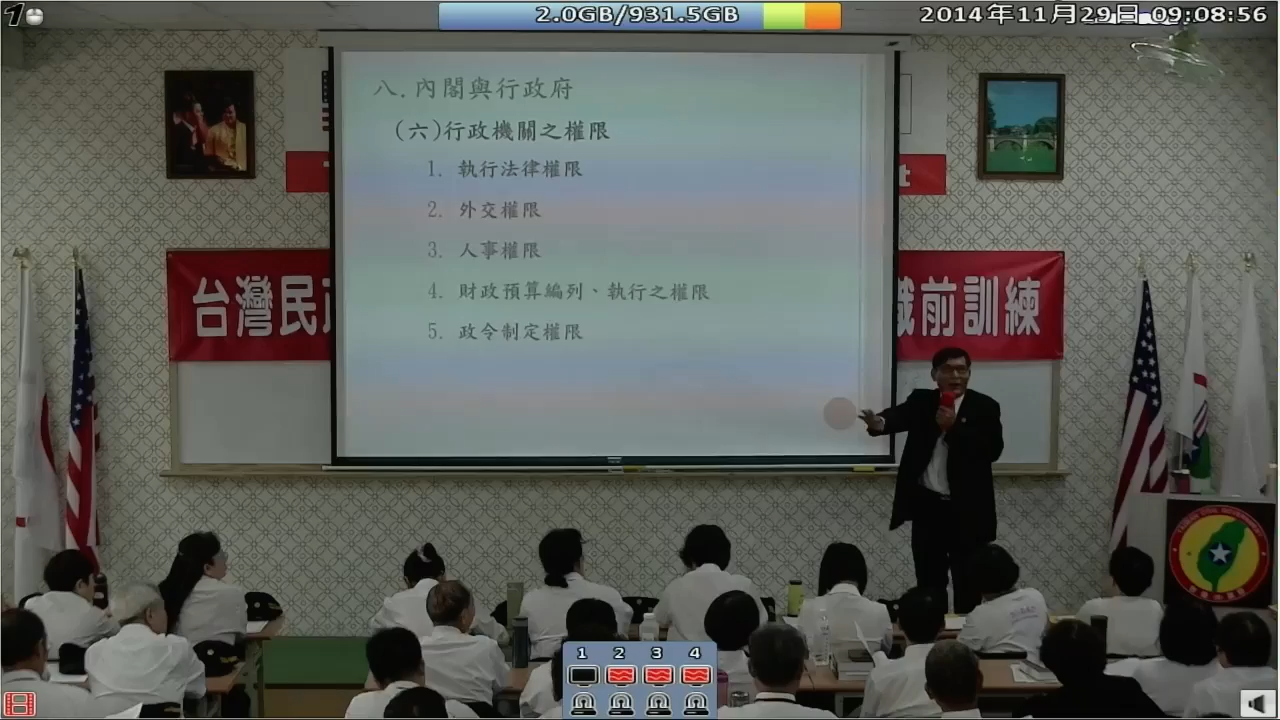 1
2.0GB/931.5GB
2014年11月29日 09:08:56
八.內閣與行政府
(六)行政機關之權限
1. 執行法律權限
2. 外交權限
3. 人事權限
4. 財政預算編列、執行之權限
5. 政令制定權限
t
台灣民
前訓練
1 2 3 4